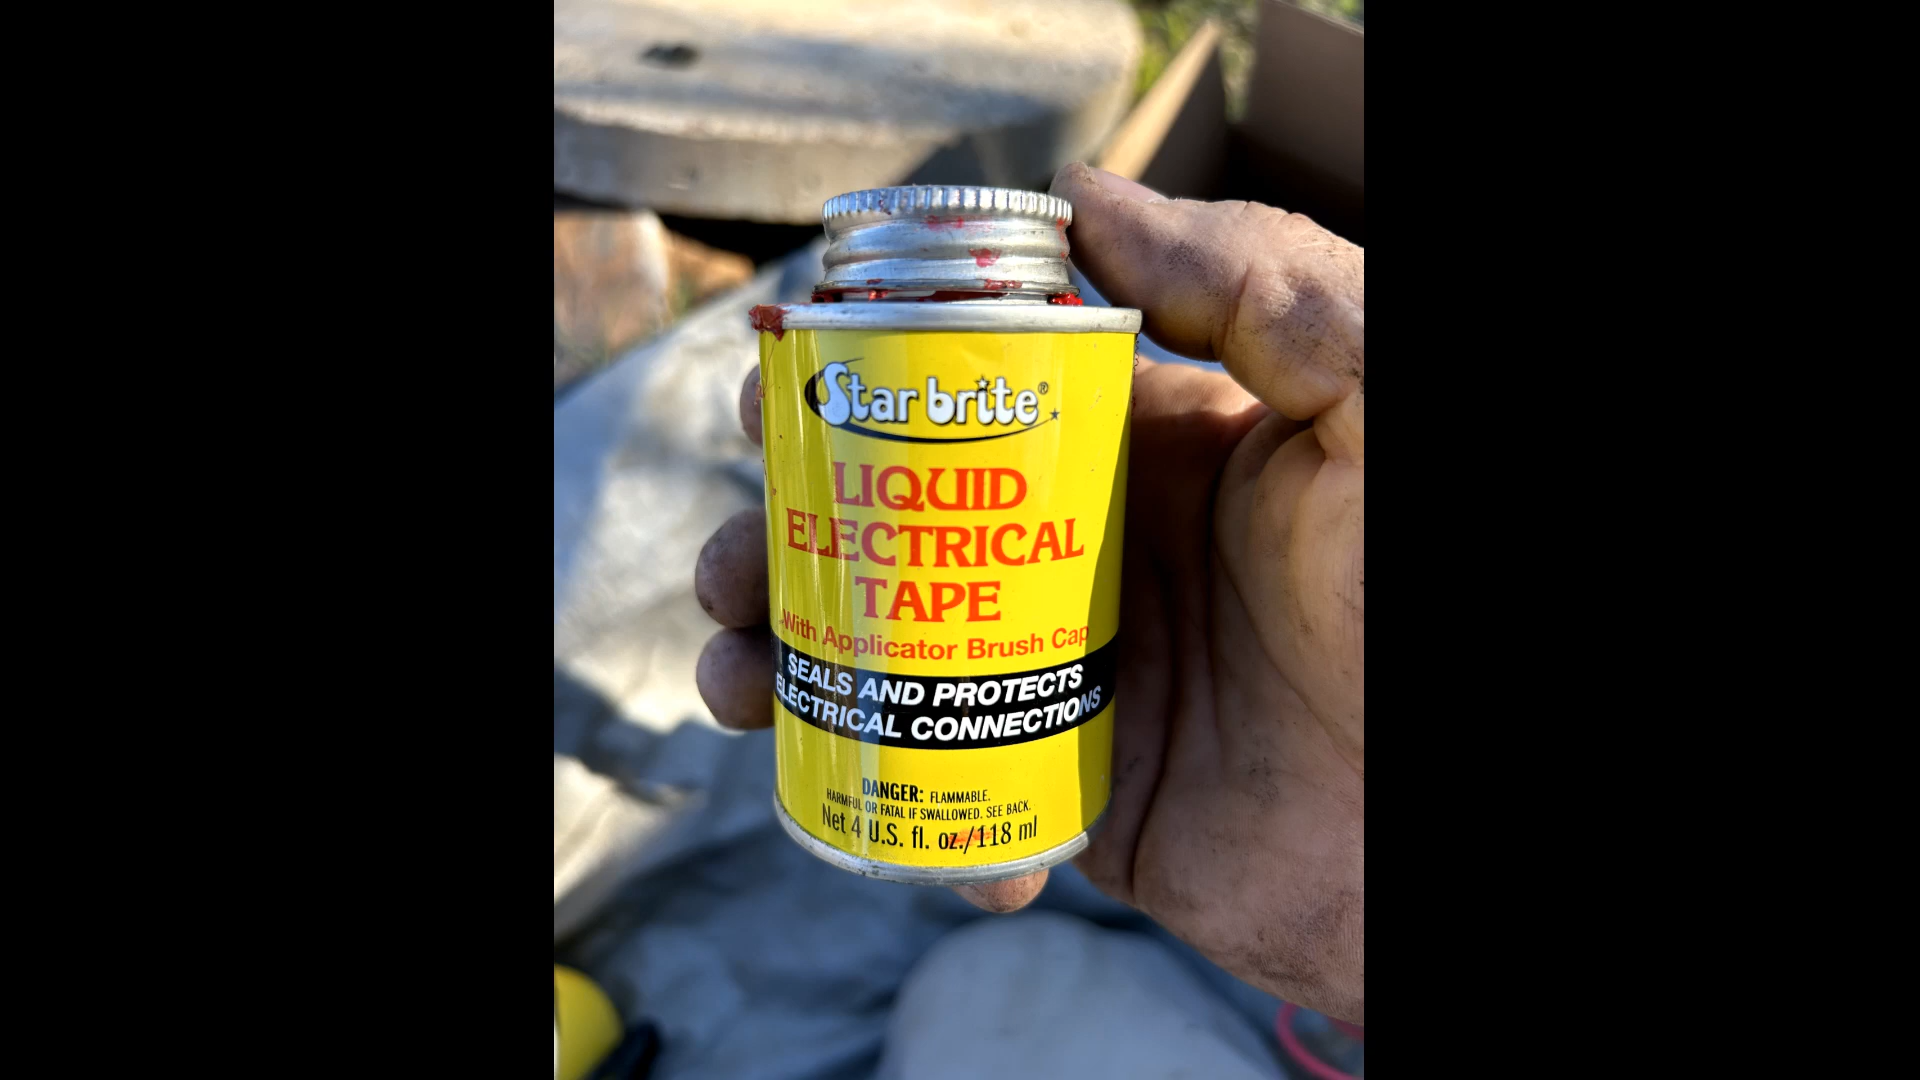 Star brite®
LIQUID
ELECTRICAL
TAPE
With Applicator Brush Cap
SEALS AND PROTECTS
ELECTRICAL CONNECTIONS
DANGER: FLAMMABLE.
HARMFUL OR FATAL IF SWALLOWED. SEE BACK.
Net 4 U.S. fl. oz./118 ml